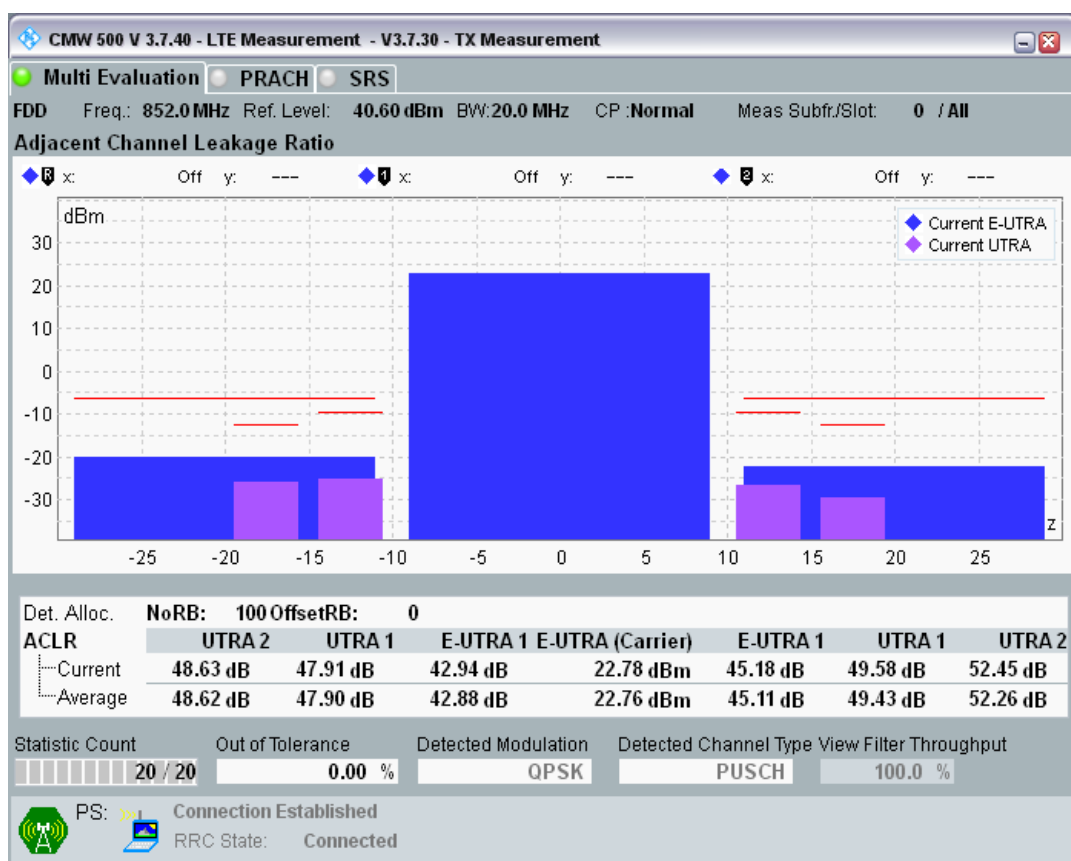 CMW 500 V 3.7.40 - LTE Measurement - V3.7.30 - TX Measurement
Multi Evaluation PRACH SRS
FDD Freq.: 852.0 MHz Ref. Level: 40.60 dBm BW:20.0 MHz CP :Normal Meas Subfr./Slot: 0 / All
Adjacent Channel Leakage Ratio
R x: Off y: --- 1 x: Off y: --- 2 x: Off y: ---
dBm
Current E-UTRA
Current UTRA
30
20
10
0
-10
-20
-30
z
-25 -20 -15 -10 -5 0 5 10 15 20 25
Det. Alloc. NoRB: 100 OffsetRB: 0
ACLR UTRA 2 UTRA 1 E-UTRA 1 E-UTRA (Carrier) E-UTRA 1 UTRA 1 UTRA 2
Current 48.63 dB 47.91 dB 42.94 dB 22.78 dBm 45.18 dB 49.58 dB 52.45 dB
Average 48.62 dB 47.90 dB 42.88 dB 22.76 dBm 45.11 dB 49.43 dB 52.26 dB
Statistic Count Out of Tolerance Detected Modulation Detected Channel Type View Filter Throughput
20 / 20 0.00 % QPSK PUSCH 100.0 %
PS: Connection Established
RRC State: Connected